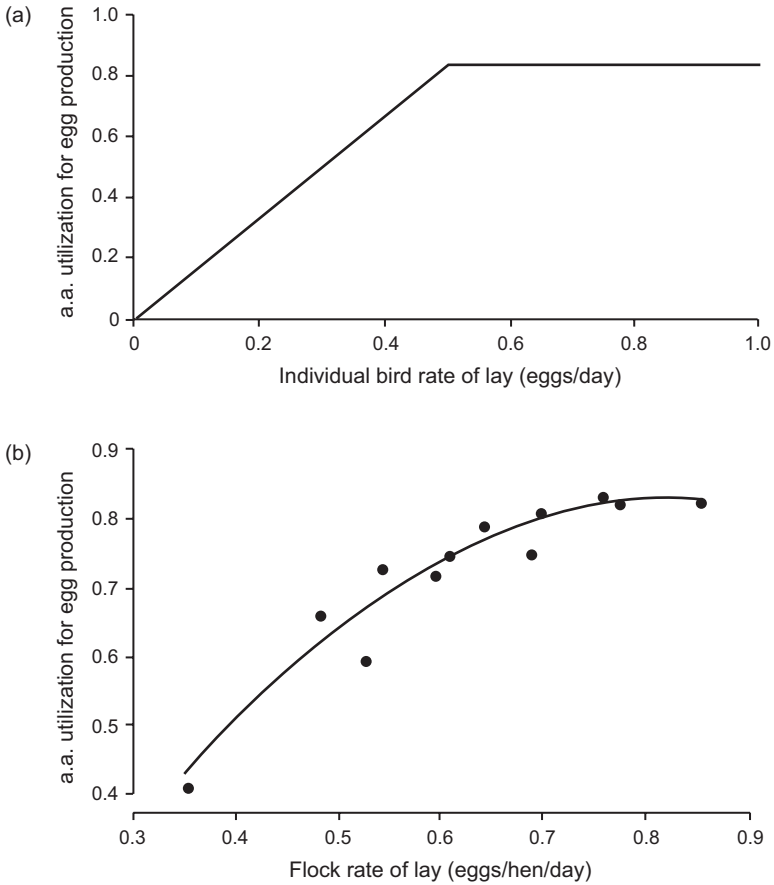 (a)
a.a. utilization for egg production
1.0
0.8
0.6
0.4
0.2
0
0 0.2 0.4 0.6 0.8 1.0
Individual bird rate of lay (eggs/day)
(b)
a.a. utilization for egg production
0.9
0.8
0.7
0.6
0.5
0.4
0.3 0.4 0.5 0.6 0.7 0.8 0.9
Flock rate of lay (eggs/hen/day)